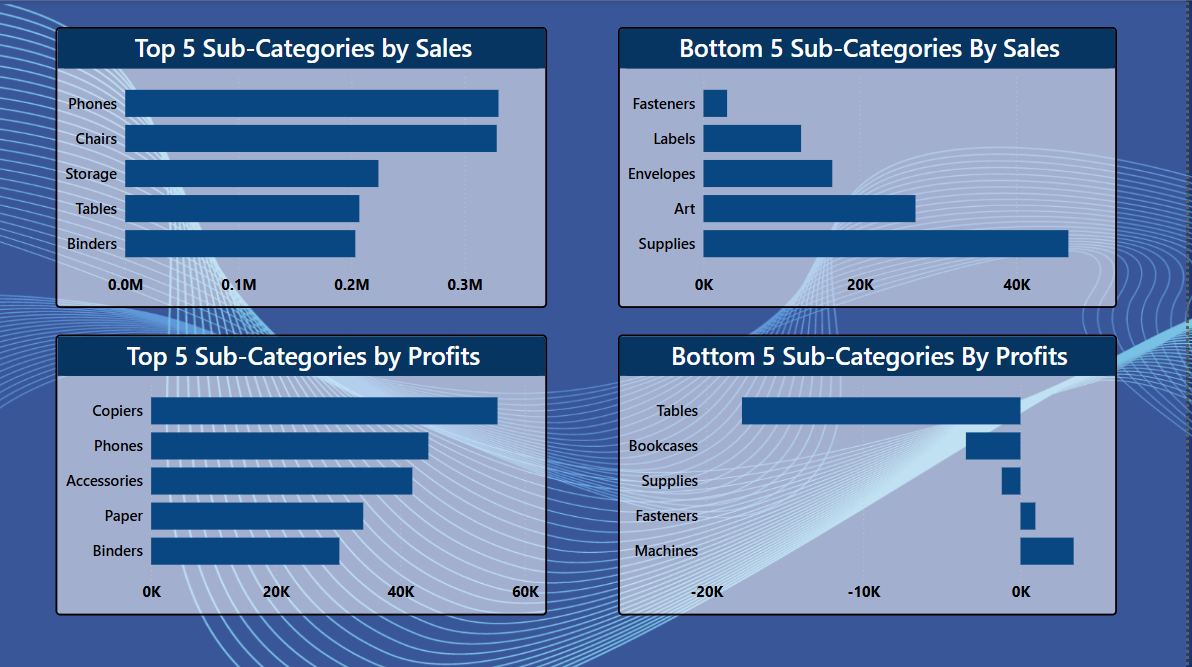 Top 5 Sub-Categories by Sales
Phones
Chairs
Storage
Tables
Binders
0.0M 0.1M 0.2M 0.3M
Bottom 5 Sub-Categories By Sales
Fasteners
Labels
Envelopes
Art
Supplies
0K 20K 40K
Top 5 Sub-Categories by Profits
Copiers
Phones
Accessories
Paper
Binders
0K 20K 40K 60K
Bottom 5 Sub-Categories By Profits
Tables
Bookcases
Supplies
Fasteners
Machines
-20K -10K 0K